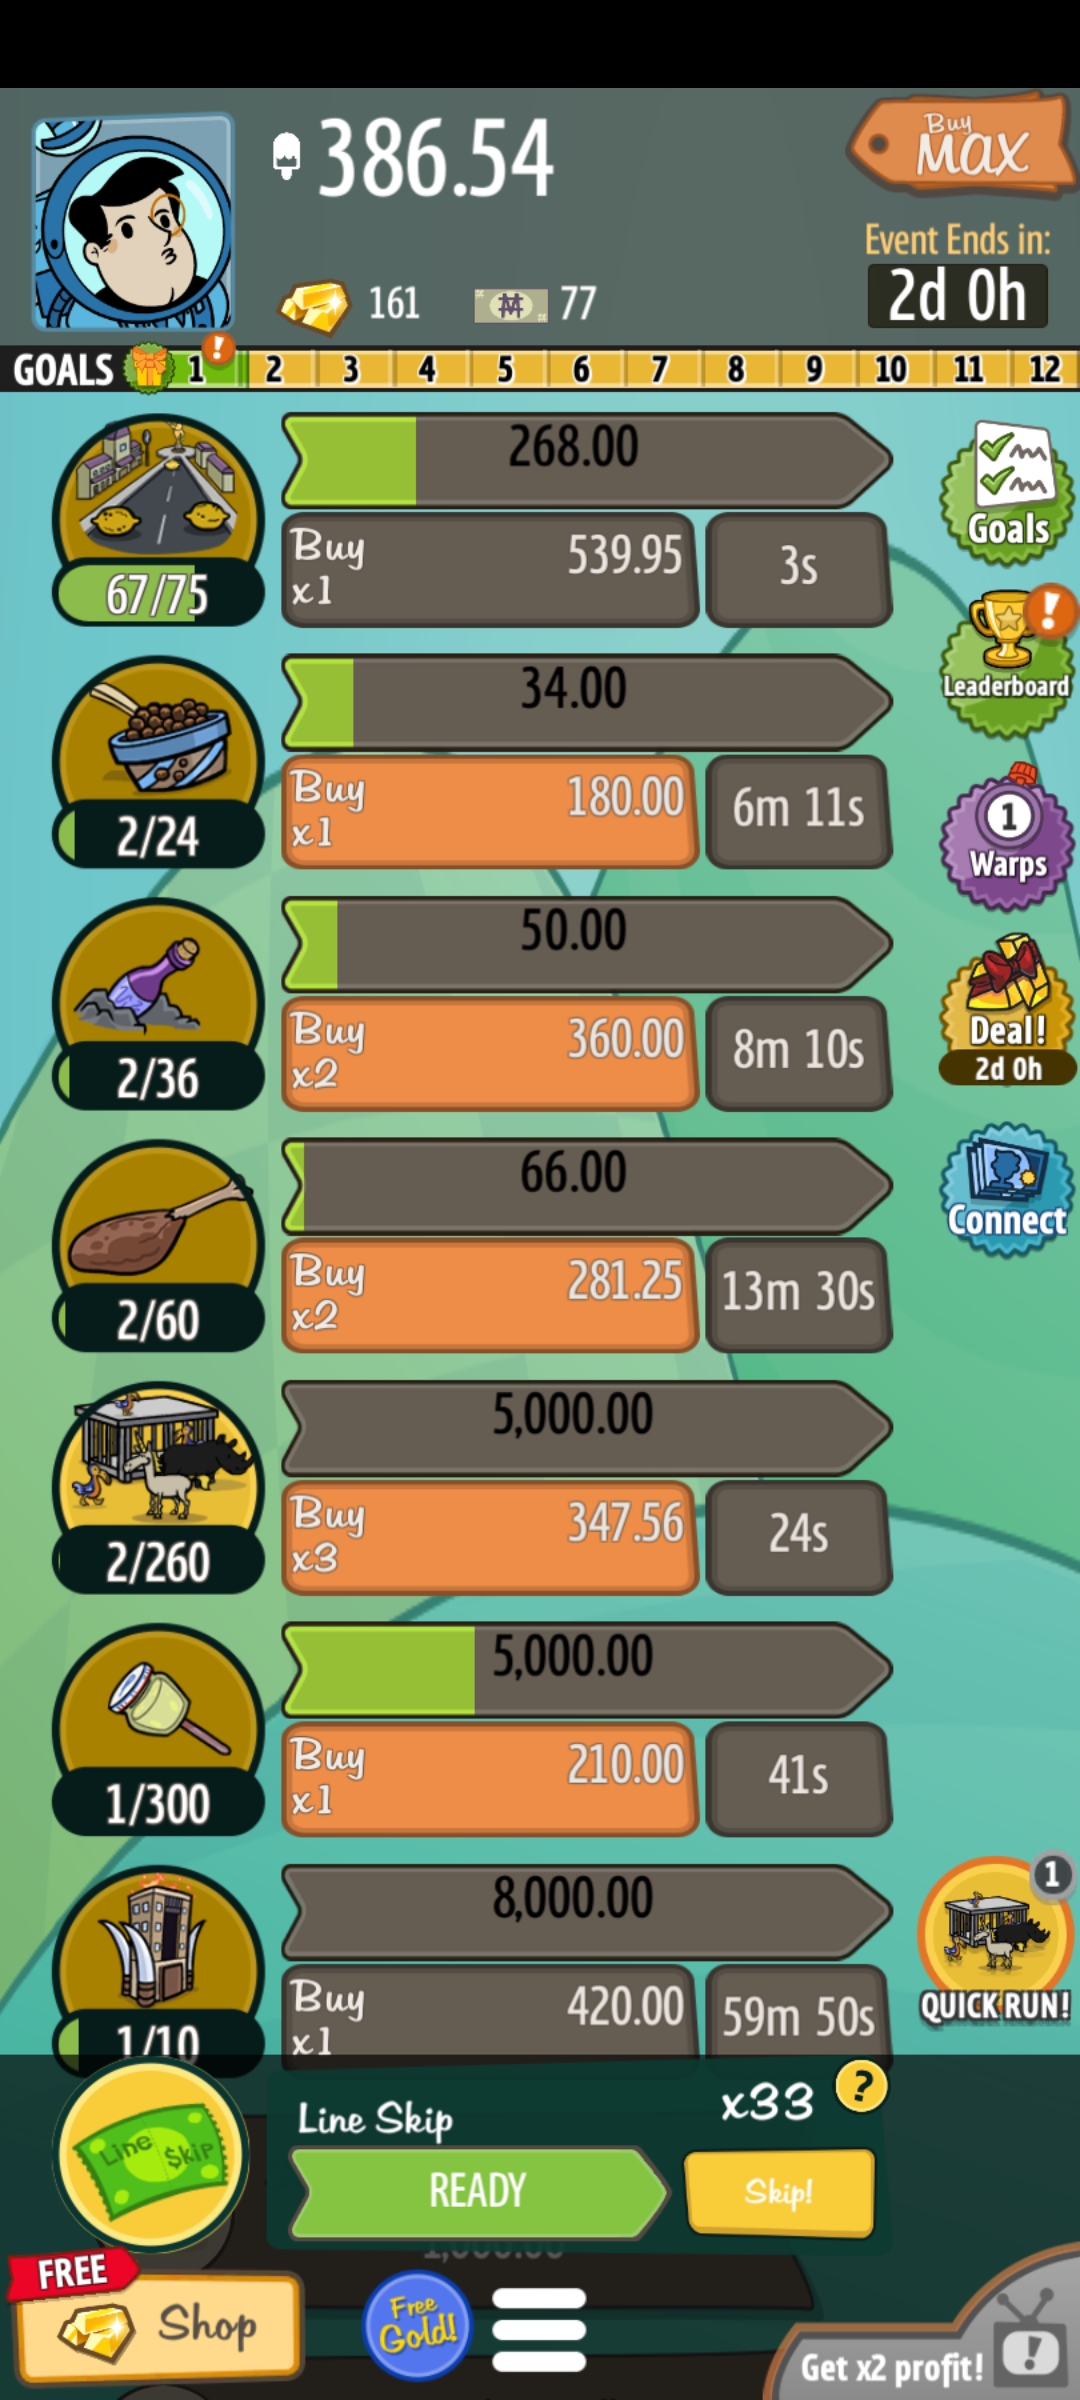 386.54
Buy
MAX
Event Ends in:
2d 0h
161
77
GOALS 1 ! 2 3 4 5 6 7 8 9 10 11 12
268.00
Buy
x1
539.95
3s
67/75
Goals
34.00
Buy
x1
180.00
6m 11s
2/24
!
Leaderboard
50.00
Buy
x2
360.00
8m 10s
2/36
1
Warps
66.00
Buy
x2
281.25
13m 30s
2/60
Deal!
2d 0h
Connect
5,000.00
Buy
x3
347.56
24s
2/260
5,000.00
Buy
x1
210.00
41s
1/300
8,000.00
Buy
x1
420.00
59m 50s
1/10
1
QUICK RUN!
Line $kip
Line Skip
x33
?
READY
Skip!
1,000.00
FREE
Shop
Free
Gold!
Get x2 profit!
!